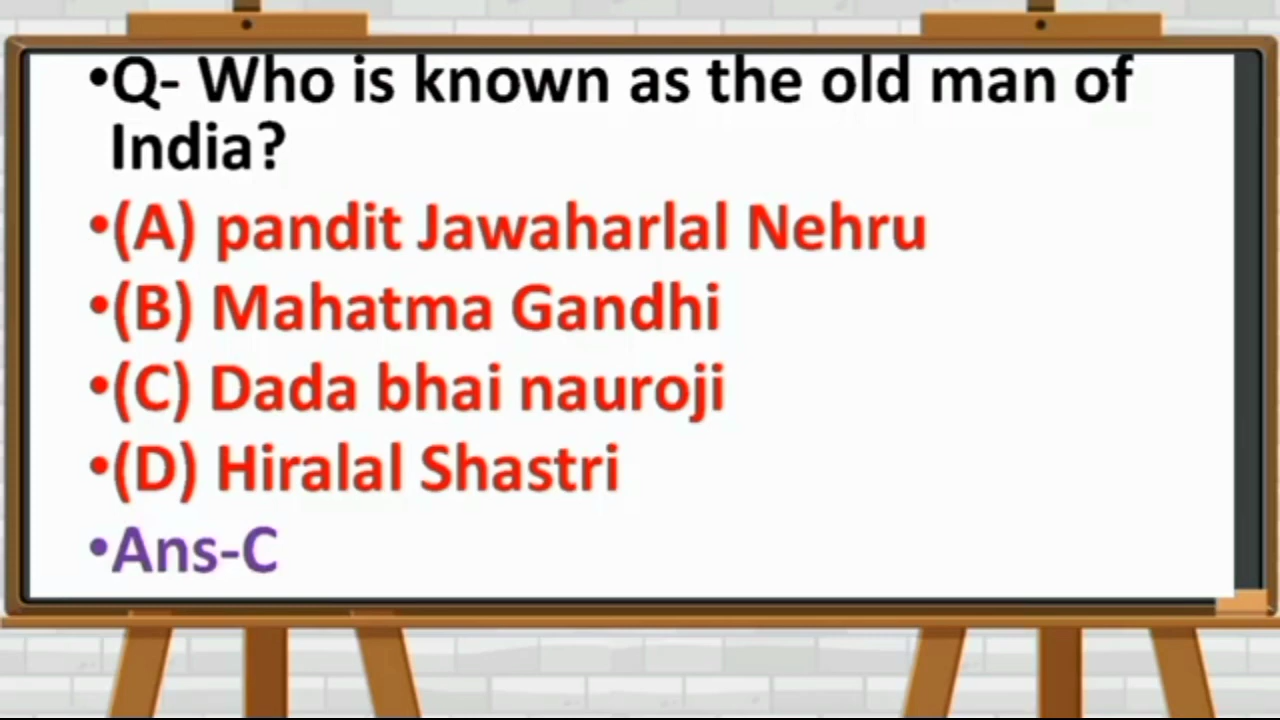 •Q- Who is known as the old man of
India?
•(A) pandit Jawaharlal Nehru
•(B) Mahatma Gandhi
•(C) Dada bhai nauroji
•(D) Hiralal Shastri
•Ans-C